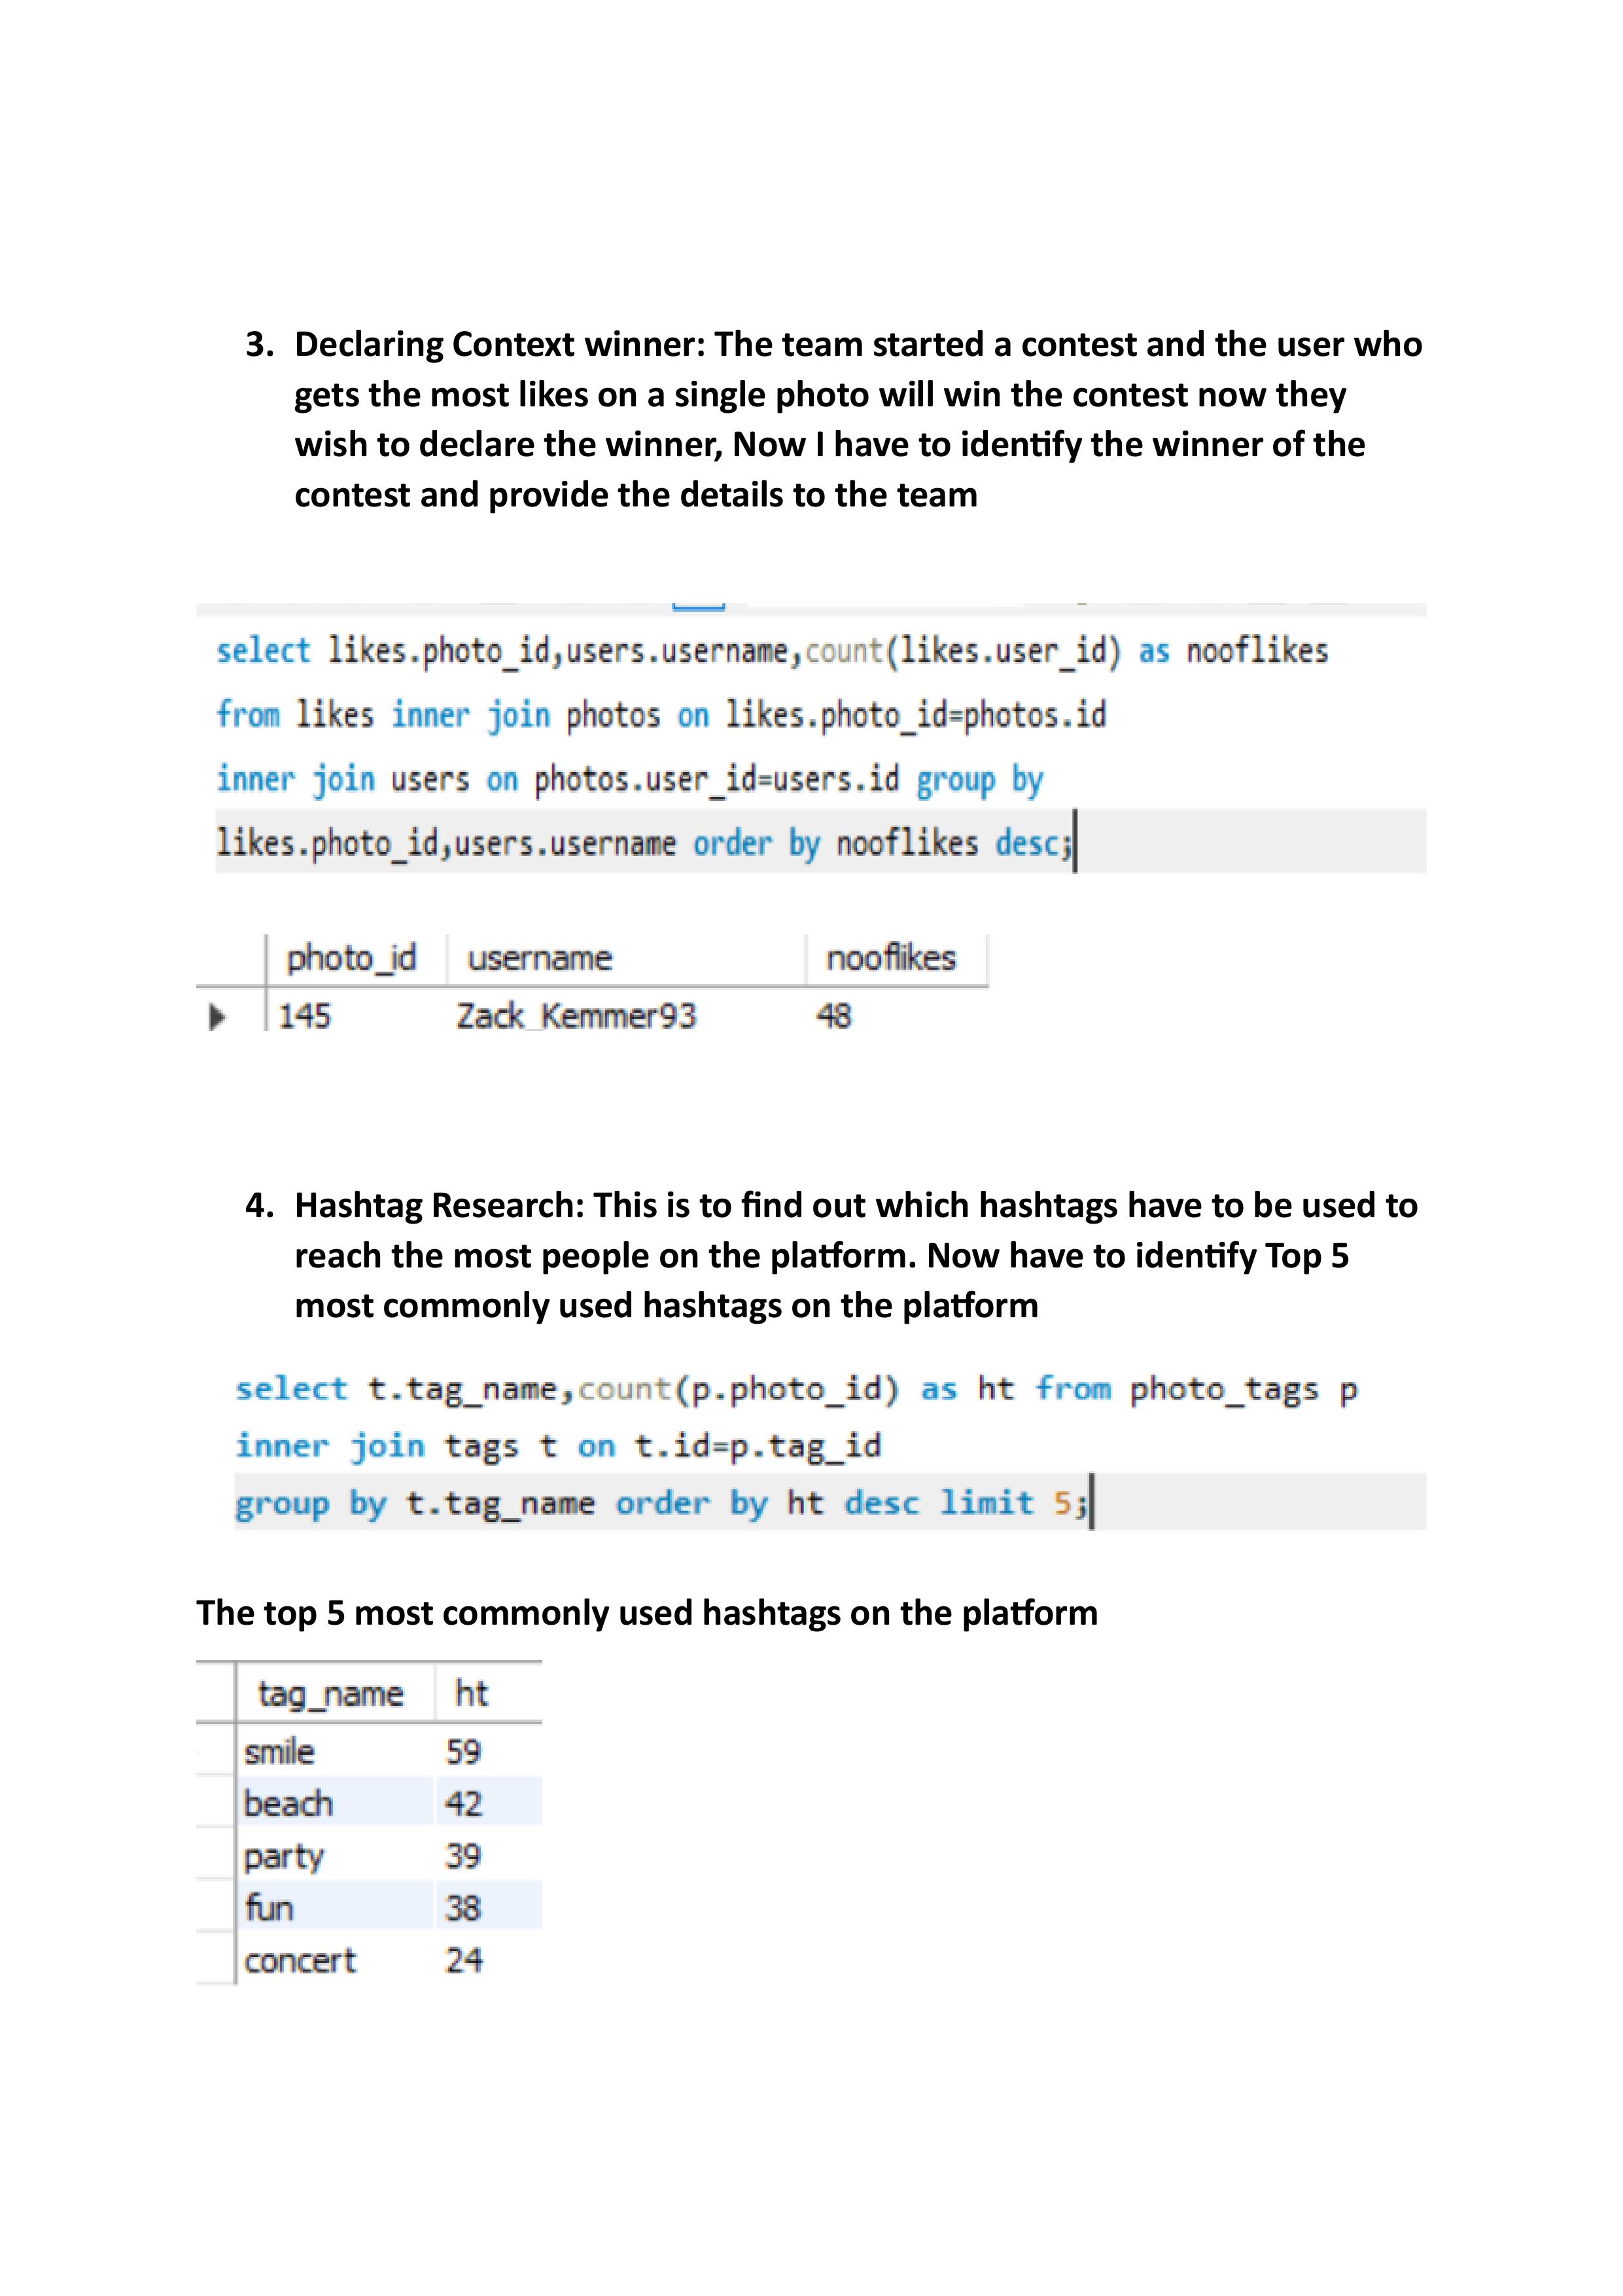 3. Declaring Context winner: The team started a contest and the user who
gets the most likes on a single photo will win the contest now they
wish to declare the winner, Now I have to identify the winner of the
contest and provide the details to the team
select likes.photo_id,users.username,count(likes.user_id) as nooflikes
from likes inner join photos on likes.photo_id=photos.id
inner join users on photos.user_id=users.id group by
likes.photo_id,users.username order by nooflikes desc;
photo_id username nooflikes
145 Zack_Kemmer93 48
4. Hashtag Research: This is to find out which hashtags have to be used to
reach the most people on the platform. Now have to identify Top 5
most commonly used hashtags on the platform
select t.tag_name,count(p.photo_id) as ht from photo_tags p
inner join tags t on t.id=p.tag_id
group by t.tag_name order by ht desc limit 5;
The top 5 most commonly used hashtags on the platform
tag_name ht
smile 59
beach 42
party 39
fun 38
concert 24